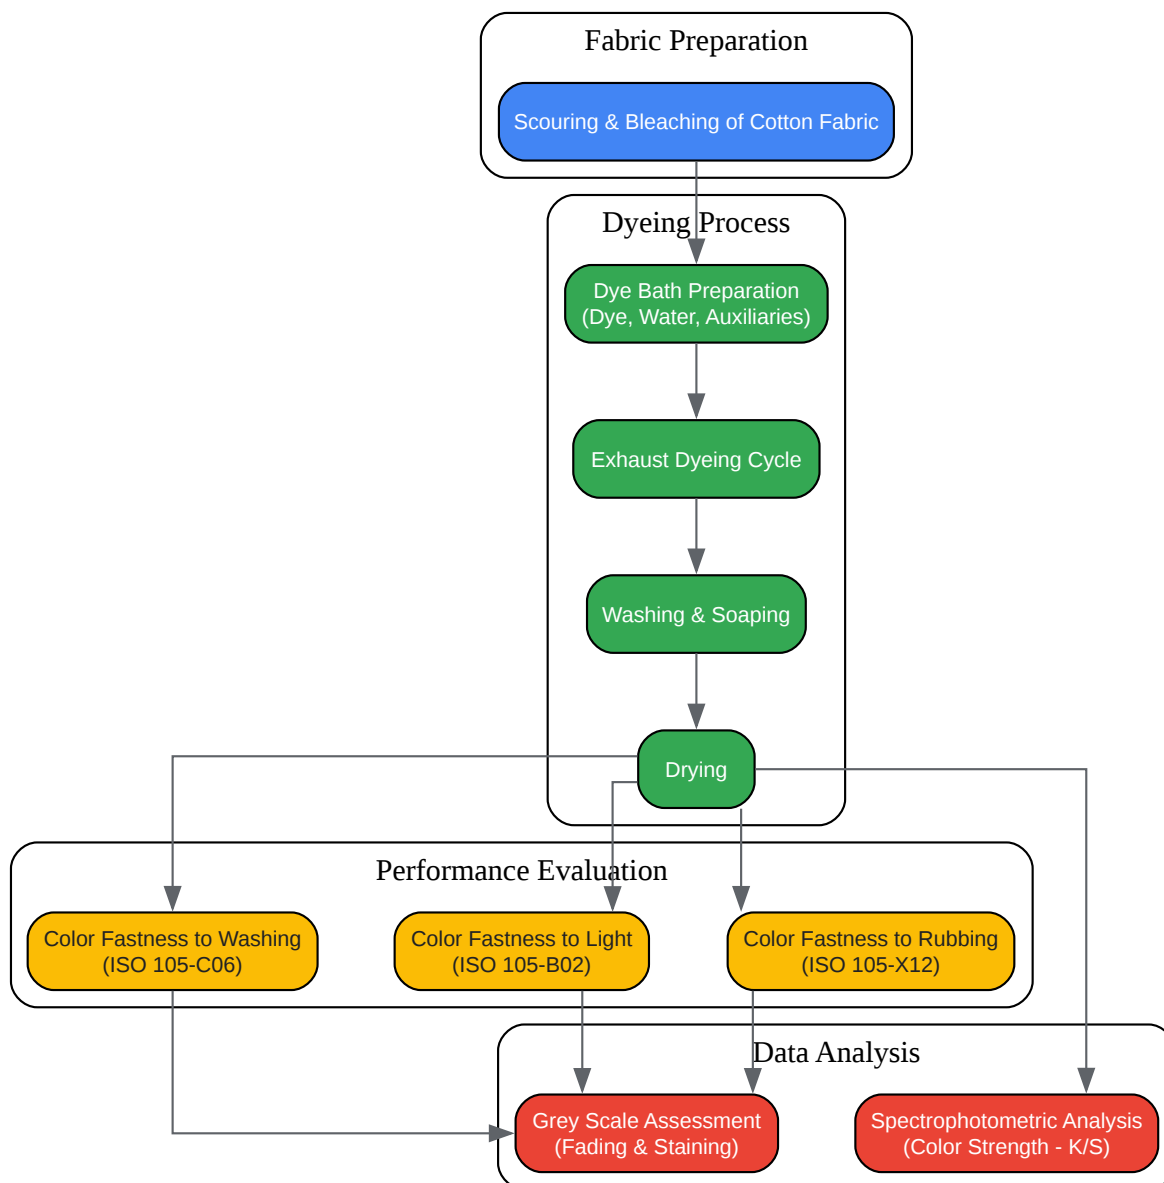 Fabric Preparation
Scouring & Bleaching of Cotton Fabric
Dyeing Process
Dye Bath Preparation
(Dye, Water, Auxiliaries)
Exhaust Dyeing Cycle
Washing & Soaping
Drying
Performance Evaluation
Color Fastness to Washing
(ISO 105-C06)
Color Fastness to Light
(ISO 105-B02)
Color Fastness to Rubbing
(ISO 105-X12)
Data Analysis
Grey Scale Assessment
(Fading & Staining)
Spectrophotometric Analysis
(Color Strength - K/S)